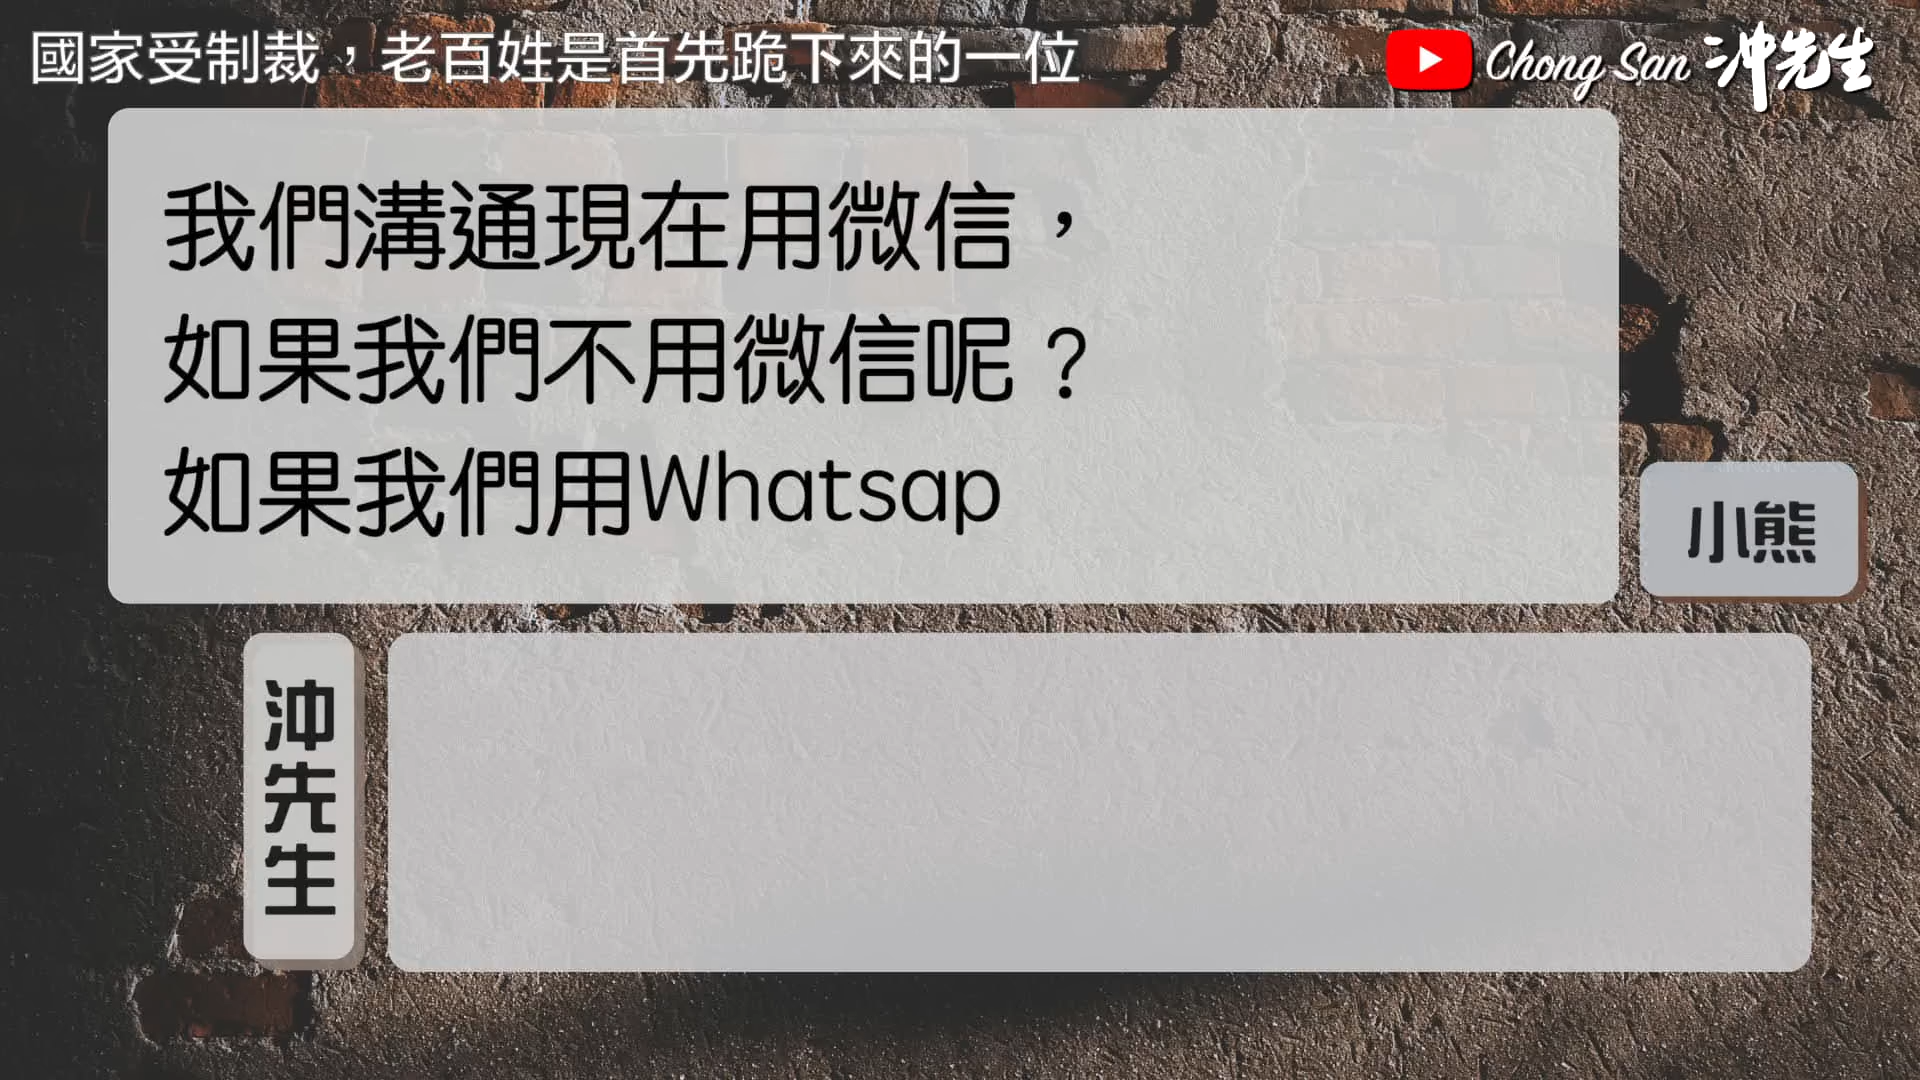 國家受制裁，老百姓是首先跪下來的一位
Chong San 沖先生
我們溝通現在用微信，
如果我們不用微信呢？
如果我們用Whatsap
小熊
沖先生